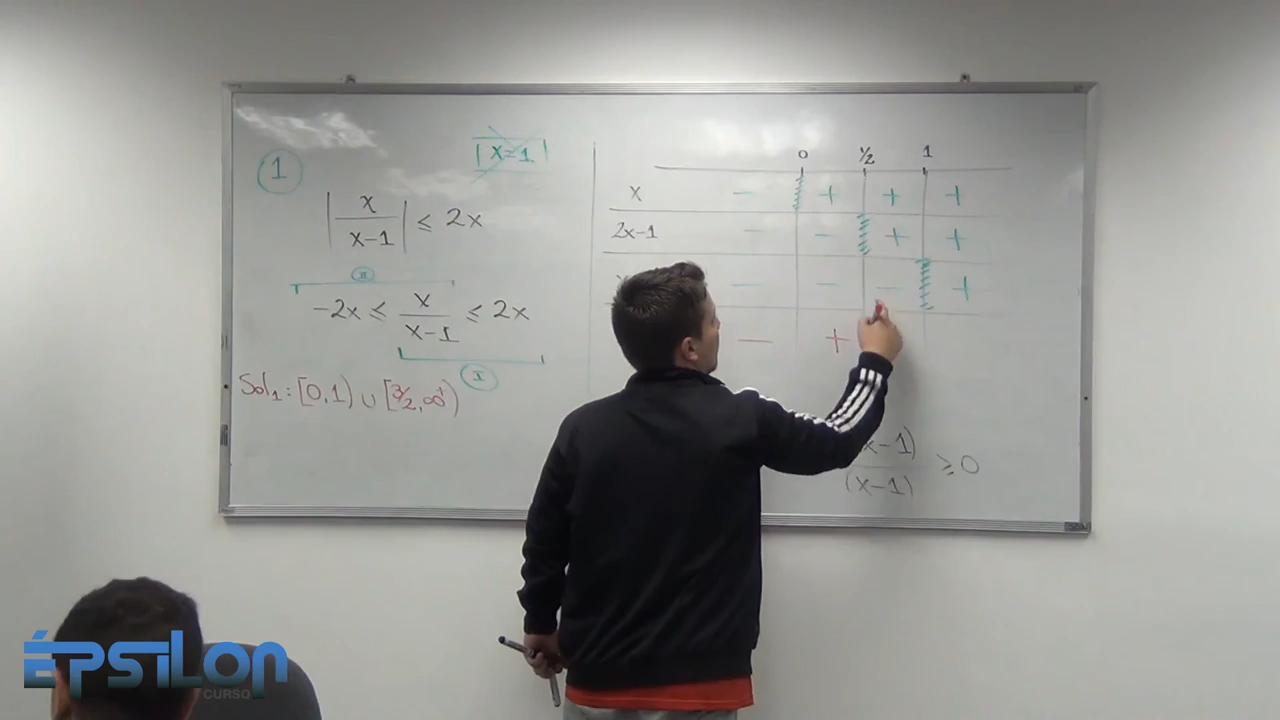 1
x=1
| x/(x-1) | ≤ 2x
II
-2x ≤ x/(x-1) ≤ 2x
I
Sol₁: [0,1) ∪ [3/2, ∞⁺)
0 1/2 1
x - + + +
2x-1 - - + +
- - - +
- +
x-1) / (x-1) ≥ 0
ÉPSILON
CURSO